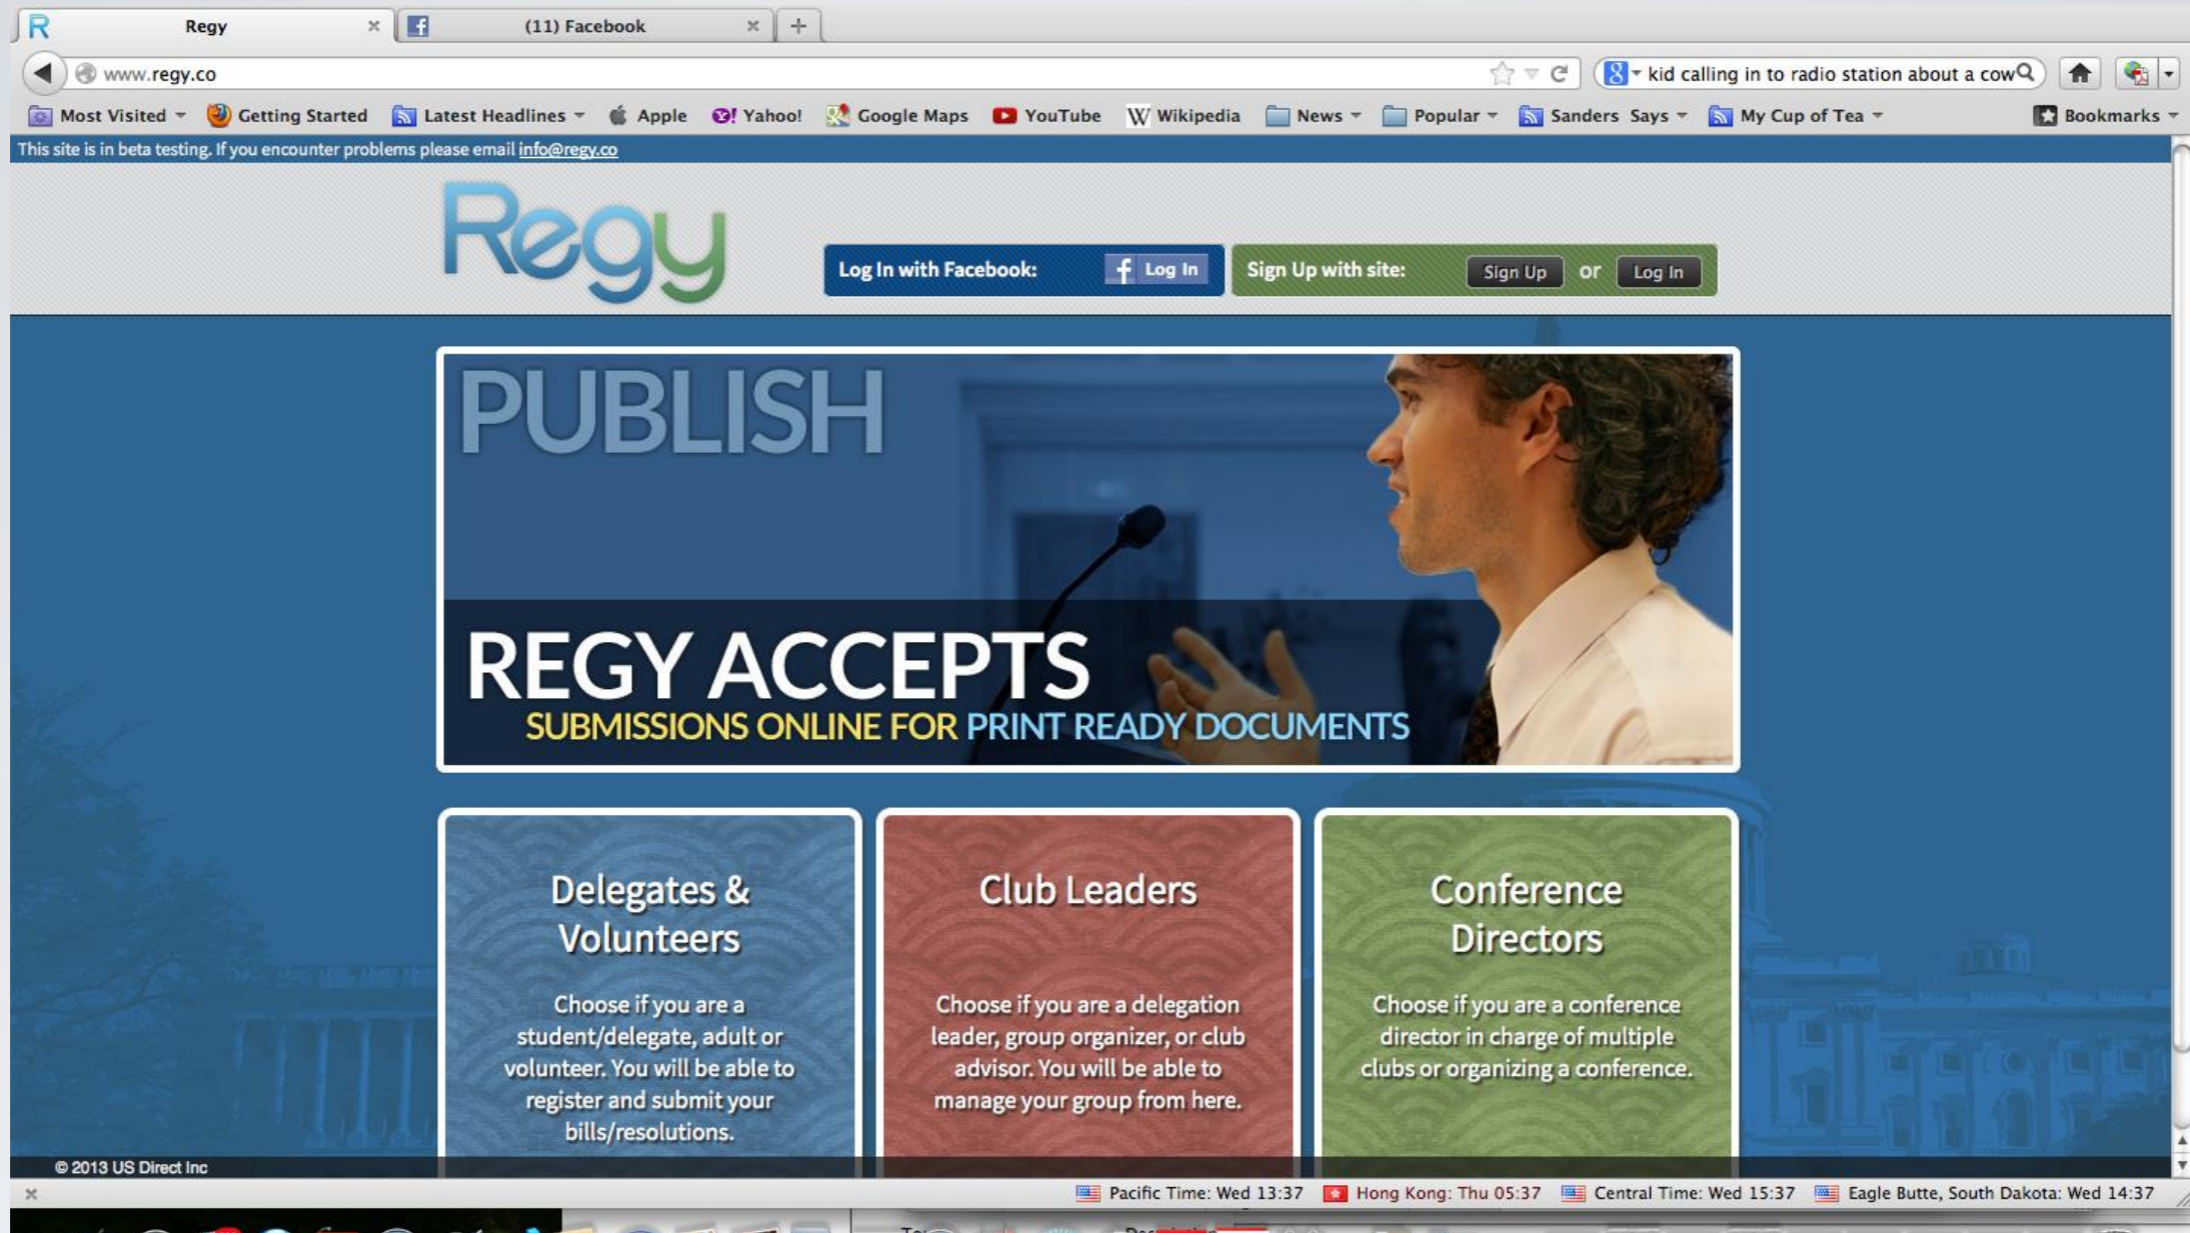 Regy
(11) Facebook
www.regy.co
kid calling in to radio station about a cow
Most Visited
Getting Started
Latest Headlines
Apple
Yahoo!
Google Maps
YouTube
Wikipedia
News
Popular
Sanders Says
My Cup of Tea
Bookmarks
This site is in beta testing. If you encounter problems please email info@regy.co
Regy
Log In with Facebook:
Log In
Sign Up with site:
Sign Up
or
Log In
PUBLISH
REGY ACCEPTS
SUBMISSIONS ONLINE FOR PRINT READY DOCUMENTS
Delegates &
Volunteers
Choose if you are a
student/delegate, adult or
volunteer. You will be able to
register and submit your
bills/resolutions.
Club Leaders
Choose if you are a delegation
leader, group organizer, or club
advisor. You will be able to
manage your group from here.
Conference
Directors
Choose if you are a conference
director in charge of multiple
clubs or organizing a conference.
© 2013 US Direct Inc
Pacific Time: Wed 13:37
Hong Kong: Thu 05:37
Central Time: Wed 15:37
Eagle Butte, South Dakota: Wed 14:37